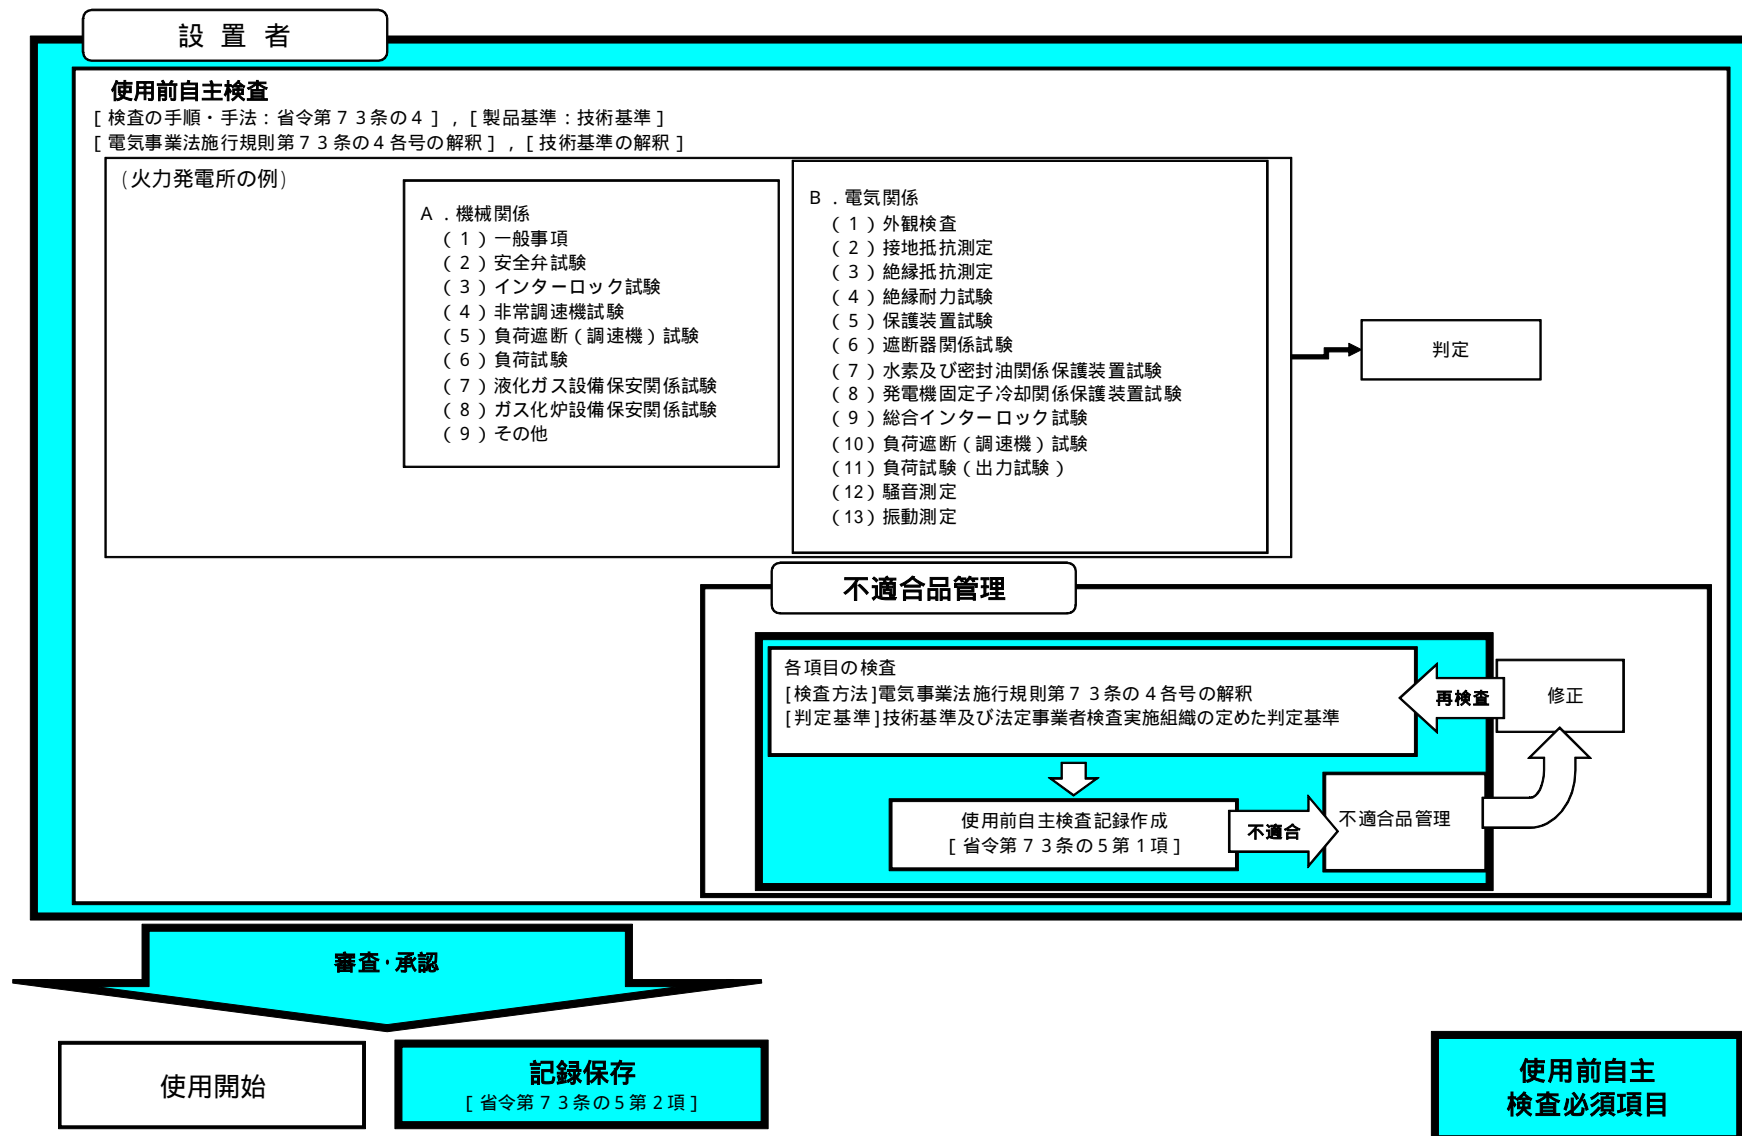 設 置 者
使用前自主検査
[ 検査の手順・手法：省令第７３条の４ ] , [ 製品基準：技術基準 ]
[ 電気事業法施行規則第７３条の４各号の解釈 ] , [ 技術基準の解釈 ]
（火力発電所の例）
Ａ．機械関係
（１）一般事項
（２）安全弁試験
（３）インターロック試験
（４）非常調速機試験
（５）負荷遮断（調速機）試験
（６）負荷試験
（７）液化ガス設備保安関係試験
（８）ガス化炉設備保安関係試験
（９）その他
Ｂ．電気関係
（１）外観検査
（２）接地抵抗測定
（３）絶縁抵抗測定
（４）絶縁耐力試験
（５）保護装置試験
（６）遮断器関係試験
（７）水素及び密封油関係保護装置試験
（８）発電機固定子冷却関係保護装置試験
（９）総合インターロック試験
（10）負荷遮断（調速機）試験
（11）負荷試験（出力試験）
（12）騒音測定
（13）振動測定
判定
不適合品管理
各項目の検査
[検査方法]電気事業法施行規則第７３条の４各号の解釈
[判定基準]技術基準及び法定事業者検査実施組織の定めた判定基準
再検査
修正
使用前自主検査記録作成
[ 省令第７３条の５第１項 ]
不適合
不適合品管理
審査・承認
使用開始
記録保存
[ 省令第７３条の５第２項 ]
使用前自主
検査必須項目